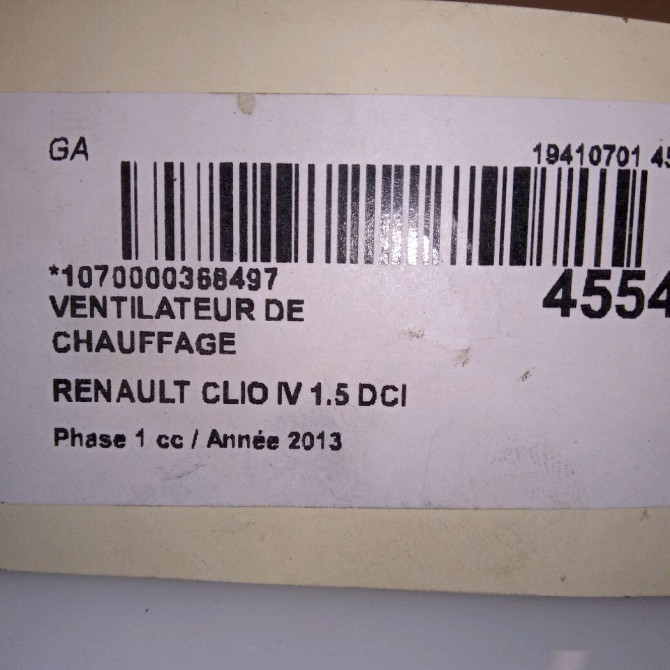 GA
19410701 45
*1070000368497
4554
VENTILATEUR DE
CHAUFFAGE
RENAULT CLIO IV 1.5 DCI
Phase 1 cc / Année 2013